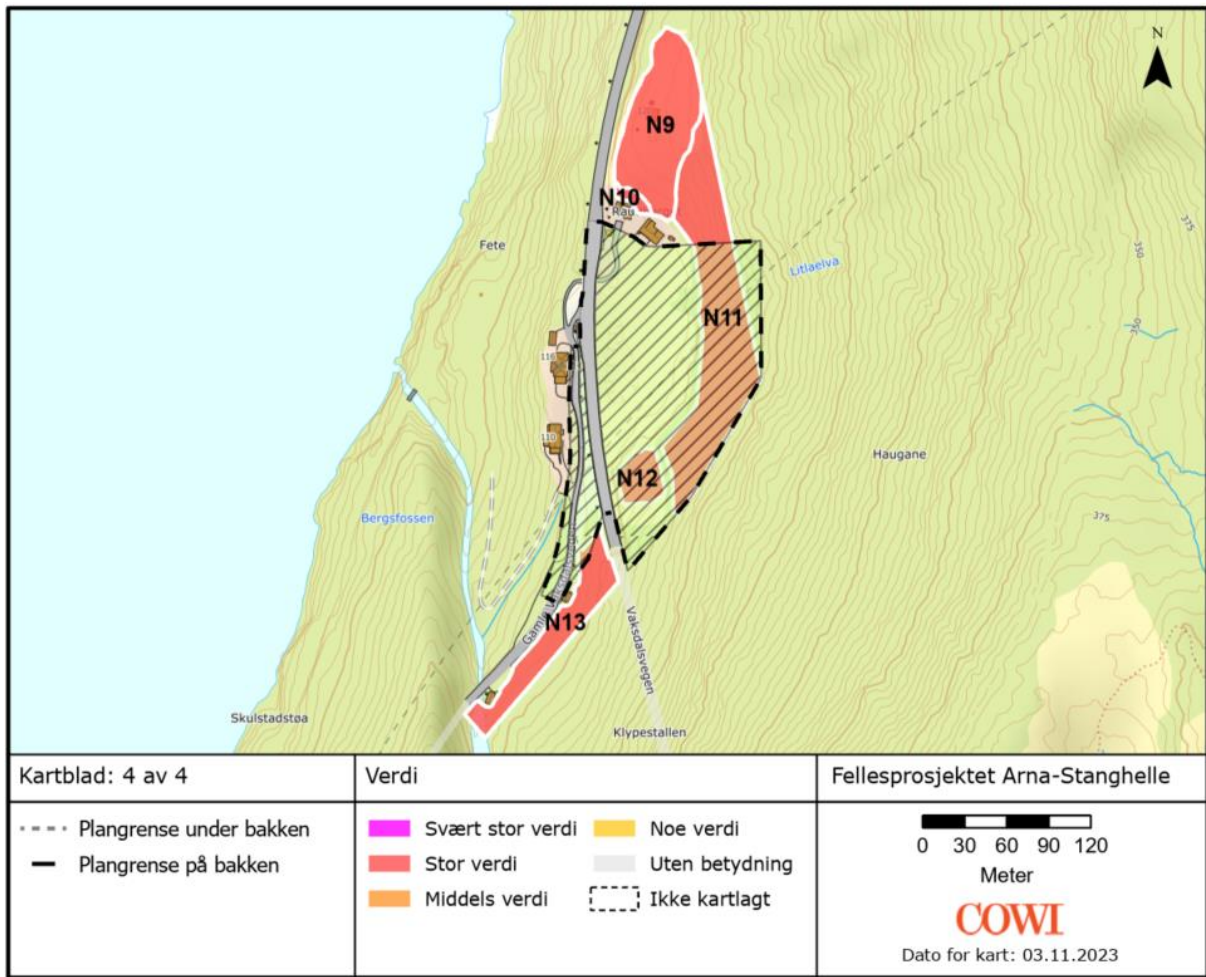 N
N9
N10
Rau
Fete
Litlaelva
375
350
N11
350
116
110
N12
Haugane
Bergsfossen
375
N13
Vaksdalsvegen
Skulstadstøa
Klypestallen
Kartblad: 4 av 4
Plangrense under bakken
Plangrense på bakken
Verdi
Svært stor verdi
Stor verdi
Middels verdi
Noe verdi
Uten betydning
Ikke kartlagt
Fellesprosjektet Arna-Stanghelle
0 30 60 90 120
Meter
COWI
Dato for kart: 03.11.2023